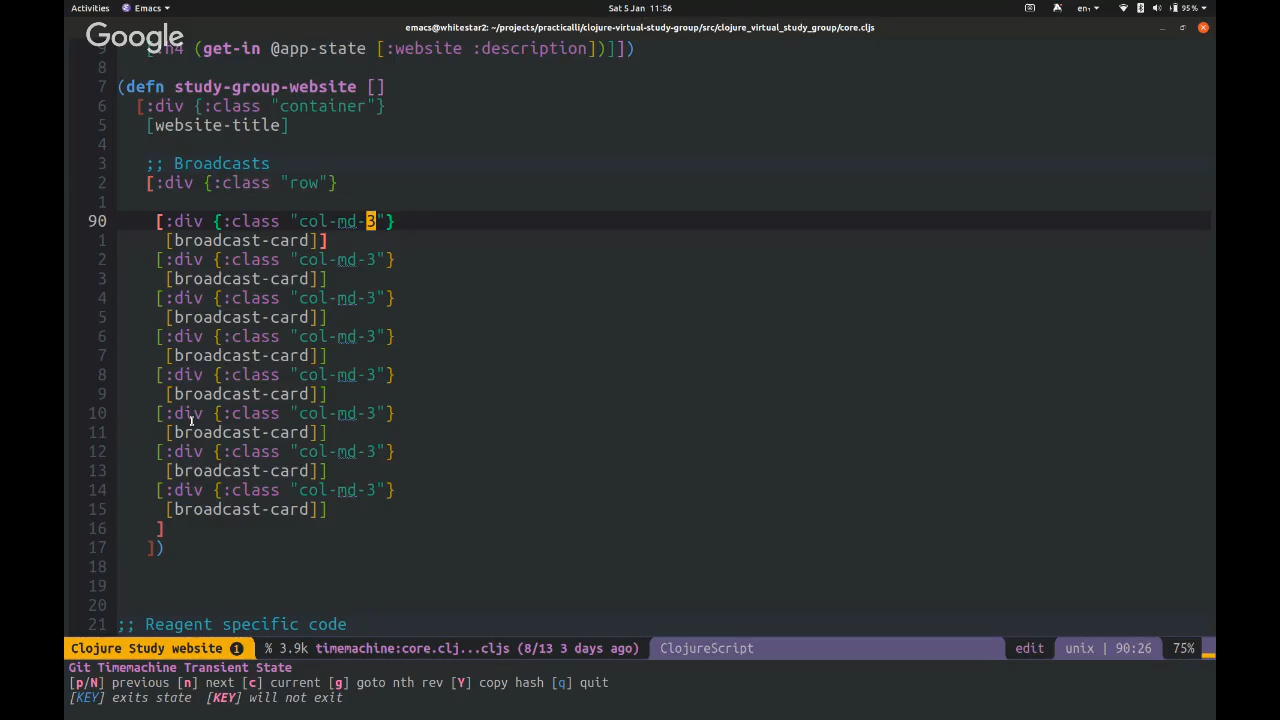 Activities Emacs Sat 5 Jan 11:56 en₁ 95%
emacs@whitestar2: ~/projects/practicalli/clojure-virtual-study-group/src/clojure_virtual_study_group/core.cljs
Google
9 (get-in @app-state [:website :description])]])
8
7 (defn study-group-website []
6 [:div {:class "container"}
5 [website-title]
4
3 ;; Broadcasts
2 [:div {:class "row"}
1
90 [:div {:class "col-md-3"}
1 [broadcast-card]]
2 [:div {:class "col-md-3"}
3 [broadcast-card]]
4 [:div {:class "col-md-3"}
5 [broadcast-card]]
6 [:div {:class "col-md-3"}
7 [broadcast-card]]
8 [:div {:class "col-md-3"}
9 [broadcast-card]]
10 [:div {:class "col-md-3"}
11 [broadcast-card]]
12 [:div {:class "col-md-3"}
13 [broadcast-card]]
14 [:div {:class "col-md-3"}
15 [broadcast-card]]
16 ]
17 ])
18
19
20
21 ;; Reagent specific code
Clojure Study website 1 % 3.9k timemachine:core.clj...cljs (8/13 3 days ago) ClojureScript edit unix | 90:26 75%
Git Timemachine Transient State
[p/N] previous [n] next [c] current [g] goto nth rev [Y] copy hash [q] quit
[KEY] exits state [KEY] will not exit